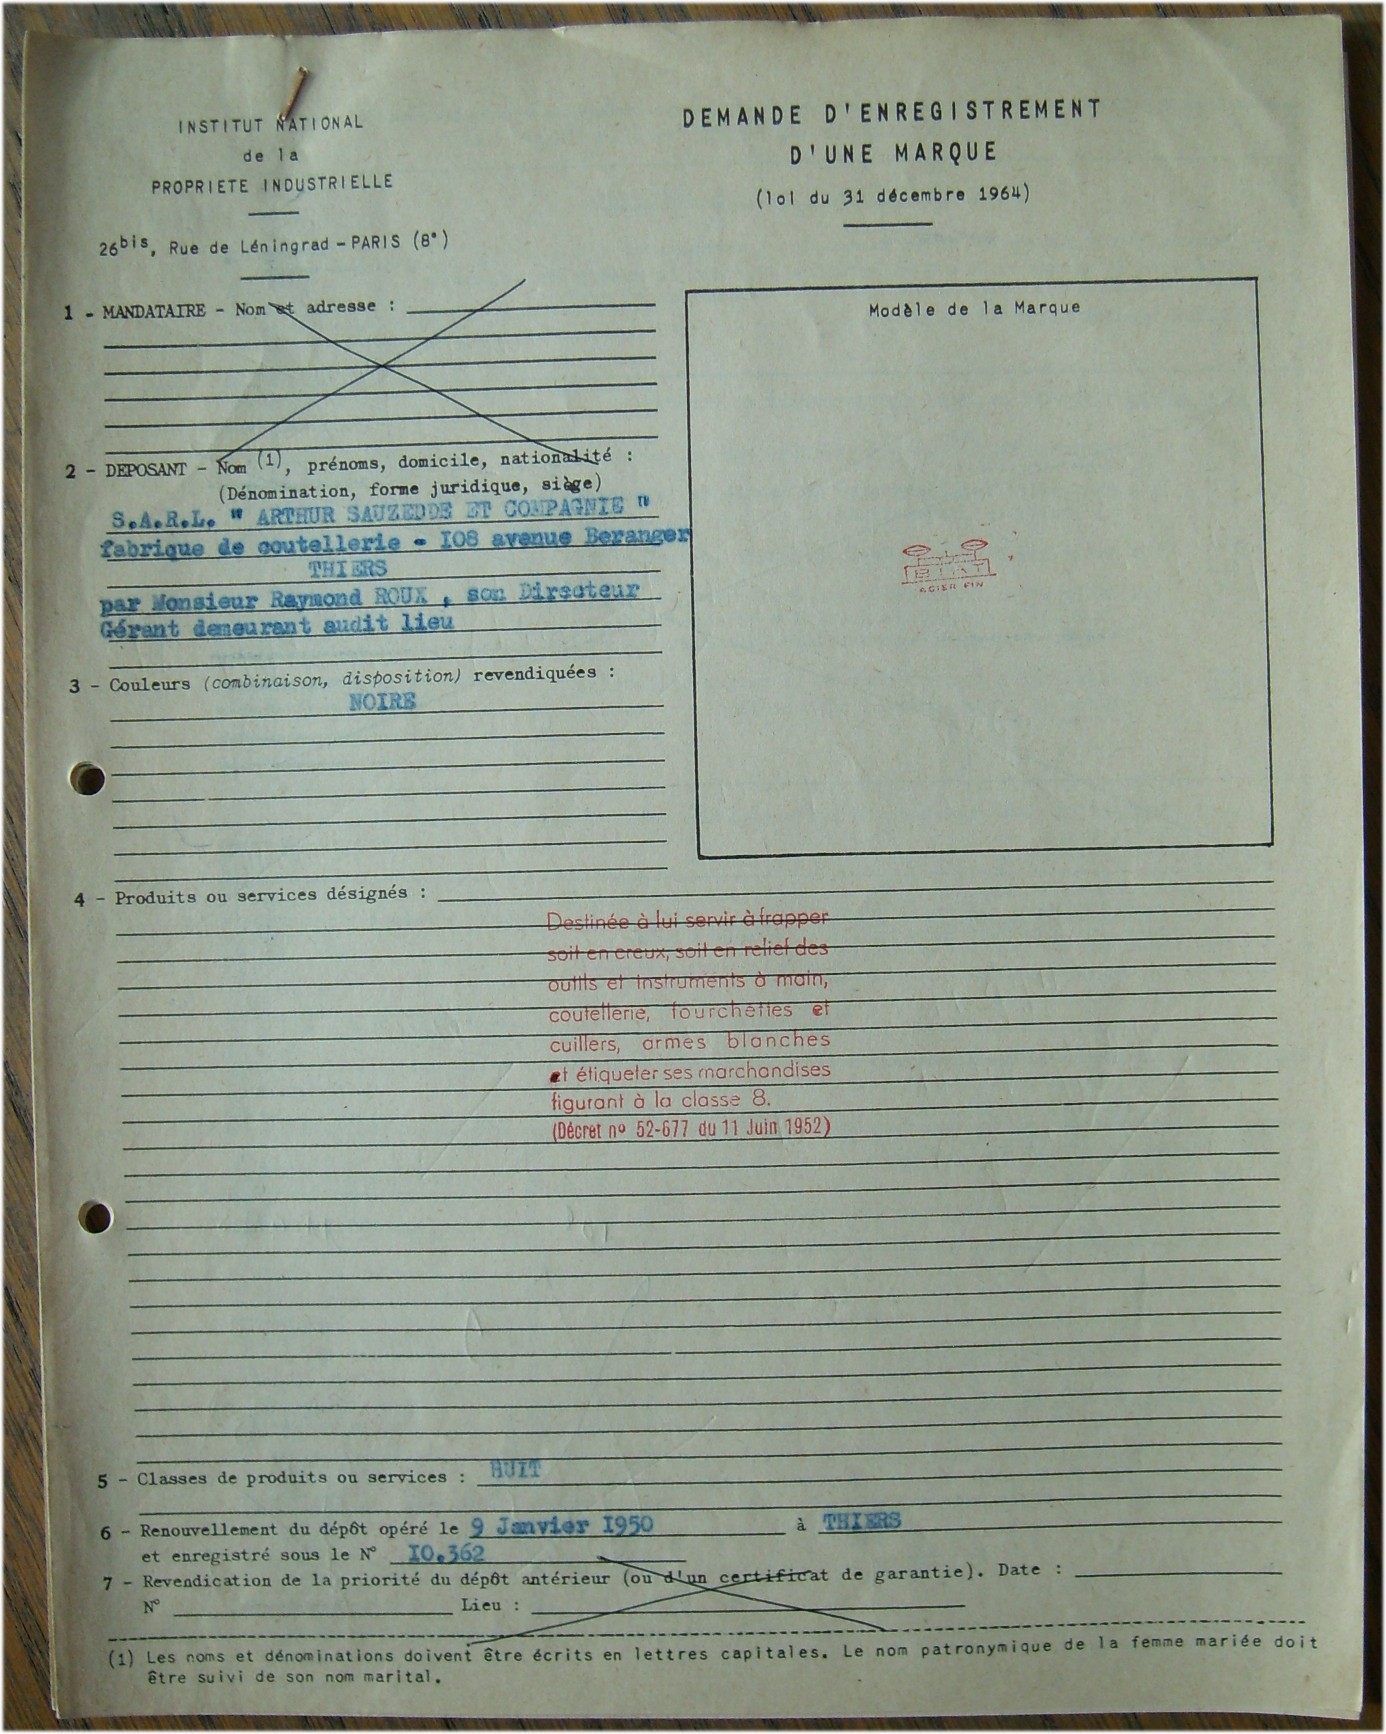 INSTITUT NATIONAL
de la
PROPRIETE INDUSTRIELLE
26bis, Rue de Léningrad - PARIS (8e)
DEMANDE D'ENREGISTREMENT
D'UNE MARQUE
(loi du 31 décembre 1964)
1 - MANDATAIRE - Nom et adresse :
2 - DEPOSANT - Nom (1), prénoms, domicile, nationalité :
(Dénomination, forme juridique, siège)
S.A.R.L. " ARTHUR SAUZEDDE ET COMPAGNIE "
fabrique de coutellerie - I08 avenue Beranger
THIERS
par Monsieur Raymond ROUX , son Directeur
Gérant demeurant audit lieu
3 - Couleurs (combinaison, disposition) revendiquées :
NOIRE
Modèle de la Marque
ACIER FIN
4 - Produits ou services désignés :
Destinée à lui servir à frapper
soit en creux, soit en relief des
outils et instruments à main,
coutellerie, fourchettes et
cuillers, armes blanches
et étiqueter ses marchandises
figurant à la classe 8.
(Décret nº 52-677 du 11 Juin 1952)
5 - Classes de produits ou services : HUIT
6 - Renouvellement du dépôt opéré le 9 Janvier I950 à THIERS
et enregistré sous le N° I0.362
7 - Revendication de la priorité du dépôt antérieur (ou d'un certificat de garantie). Date :
N° Lieu :
(1) Les noms et dénominations doivent être écrits en lettres capitales. Le nom patronymique de la femme mariée doit
être suivi de son nom marital.